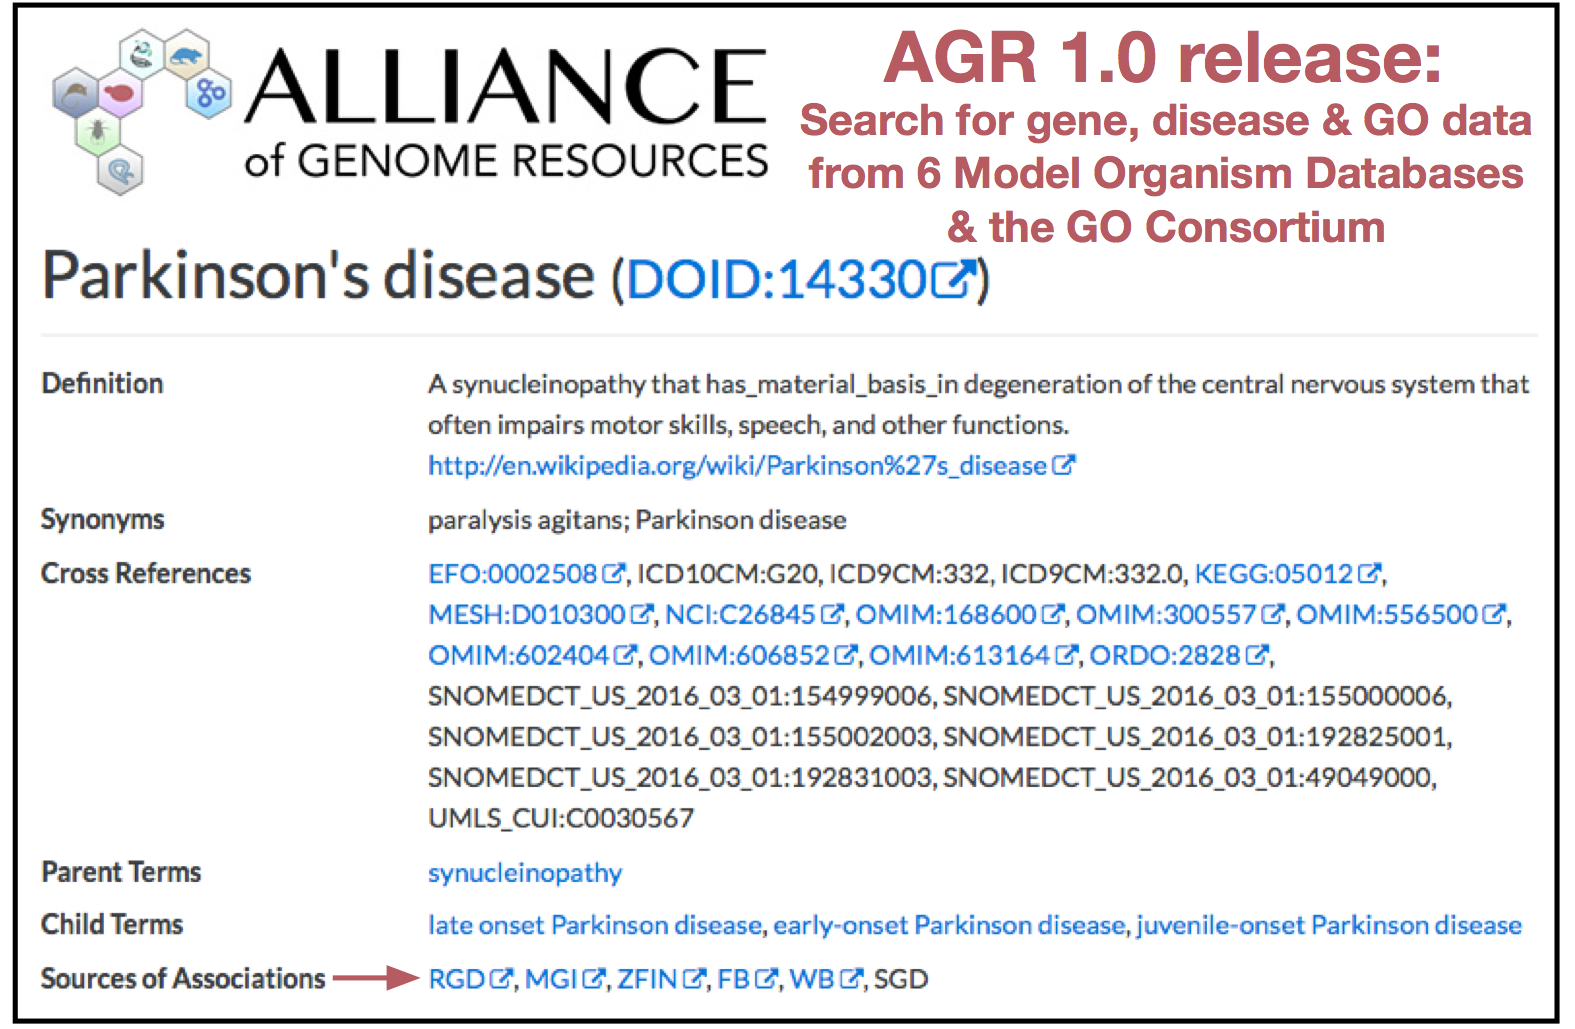 ALLIANCE
of GENOME RESOURCES
AGR 1.0 release:
Search for gene, disease & GO data
from 6 Model Organism Databases
& the GO Consortium
Parkinson's disease (DOID:14330)
Definition
A synucleinopathy that has_material_basis_in degeneration of the central nervous system that
often impairs motor skills, speech, and other functions.
http://en.wikipedia.org/wiki/Parkinson%27s_disease
Synonyms
paralysis agitans; Parkinson disease
Cross References
EFO:0002508, ICD10CM:G20, ICD9CM:332, ICD9CM:332.0, KEGG:05012,
MESH:D010300, NCI:C26845, OMIM:168600, OMIM:300557, OMIM:556500,
OMIM:602404, OMIM:606852, OMIM:613164, ORDO:2828,
SNOMEDCT_US_2016_03_01:154999006, SNOMEDCT_US_2016_03_01:155000006,
SNOMEDCT_US_2016_03_01:155002003, SNOMEDCT_US_2016_03_01:192825001,
SNOMEDCT_US_2016_03_01:192831003, SNOMEDCT_US_2016_03_01:49049000,
UMLS_CUI:C0030567
Parent Terms
synucleinopathy
Child Terms
late onset Parkinson disease, early-onset Parkinson disease, juvenile-onset Parkinson disease
Sources of Associations
RGD, MGI, ZFIN, FB, WB, SGD